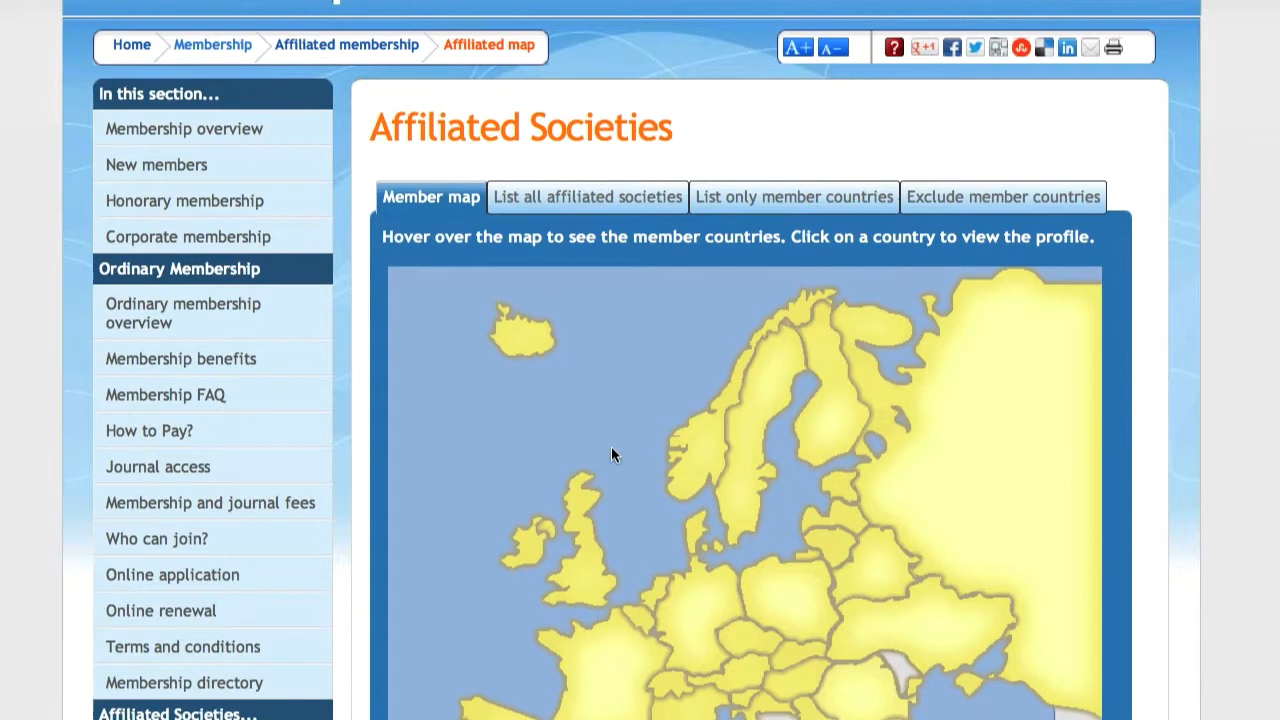 Home Membership Affiliated membership Affiliated map
A+ A- ? g+1
In this section...
Membership overview
New members
Honorary membership
Corporate membership
Ordinary Membership
Ordinary membership
overview
Membership benefits
Membership FAQ
How to Pay?
Journal access
Membership and journal fees
Who can join?
Online application
Online renewal
Terms and conditions
Membership directory
Affiliated Societies...
Affiliated Societies
Member map List all affiliated societies List only member countries Exclude member countries
Hover over the map to see the member countries. Click on a country to view the profile.